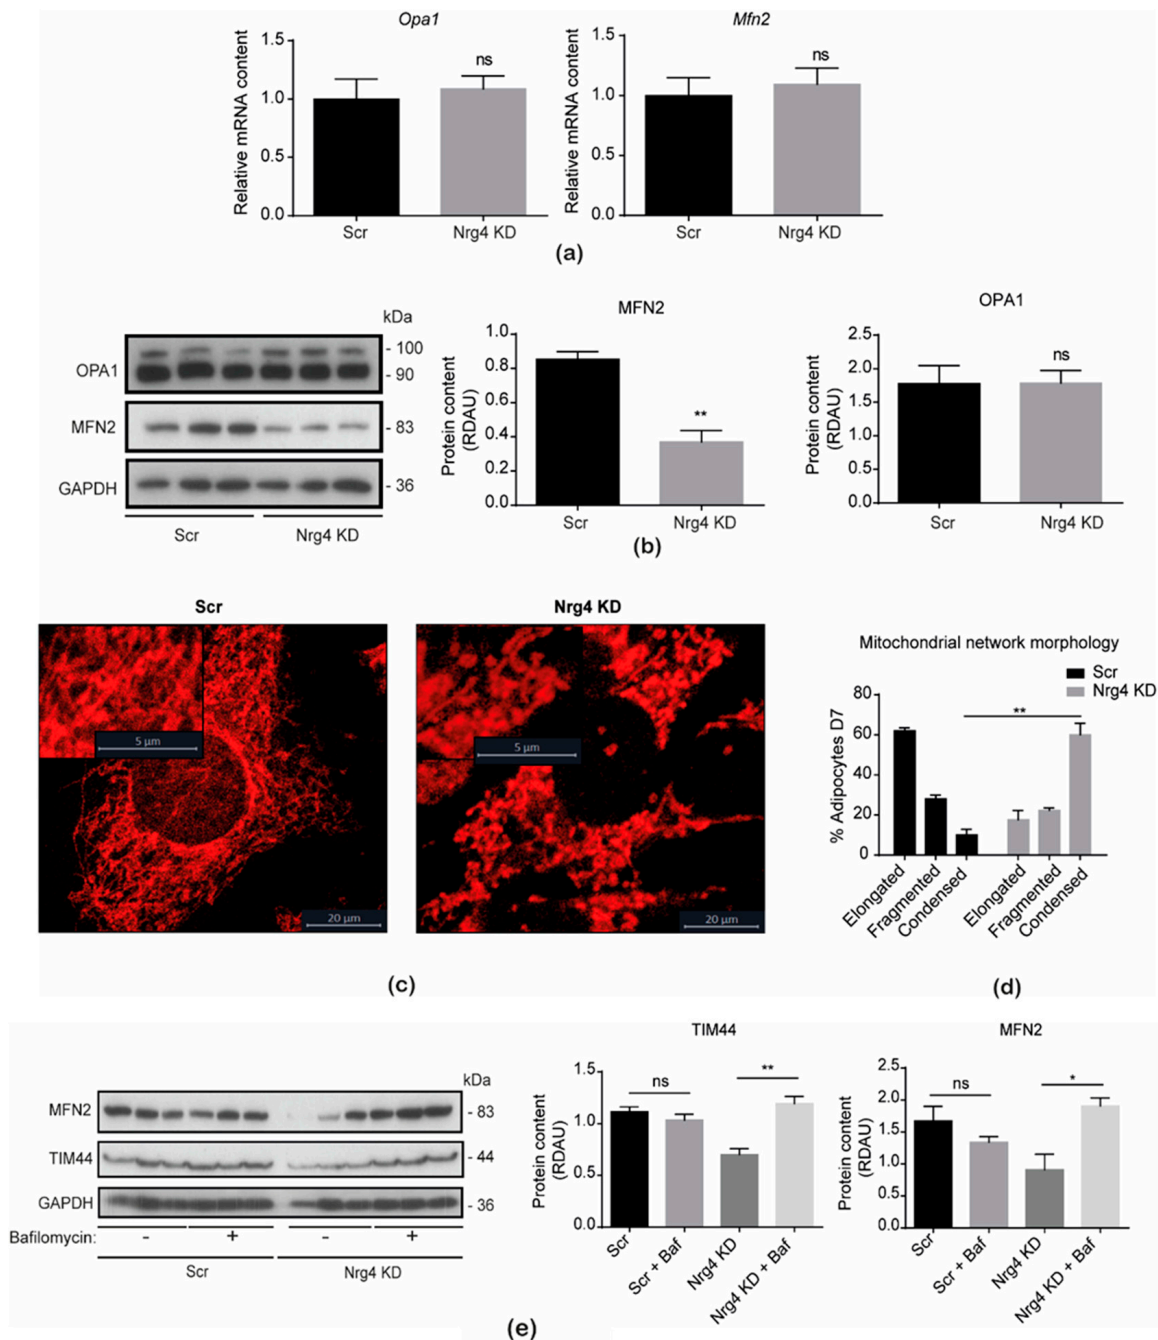 Opa1
Mfn2
Relative mRNA content
1.5
1.0
0.5
0.0
ns
Scr
Nrg4 KD
Relative mRNA content
1.5
1.0
0.5
0.0
ns
Scr
Nrg4 KD
(a)
kDa
OPA1
- 100
- 90
MFN2
- 83
GAPDH
- 36
Scr
Nrg4 KD
MFN2
Protein content
(RDAU)
1.0
0.8
0.6
0.4
0.2
0.0
**
Scr
Nrg4 KD
OPA1
Protein content
(RDAU)
2.5
2.0
1.5
1.0
0.5
0.0
ns
Scr
Nrg4 KD
(b)
Scr
5 µm
20 µm
Nrg4 KD
5 µm
20 µm
(c)
Mitochondrial network morphology
Scr
Nrg4 KD
% Adipocytes D7
80
60
40
20
0
**
Elongated
Fragmented
Condensed
Elongated
Fragmented
Condensed
(d)
kDa
MFN2
- 83
TIM44
- 44
GAPDH
- 36
Bafilomycin:
-
+
-
+
Scr
Nrg4 KD
TIM44
Protein content
(RDAU)
1.5
1.0
0.5
0.0
ns
**
Scr
Scr + Baf
Nrg4 KD
Nrg4 KD + Baf
MFN2
Protein content
(RDAU)
2.5
2.0
1.5
1.0
0.5
0.0
ns
*
Scr
Scr + Baf
Nrg4 KD
Nrg4 KD + Baf
(e)